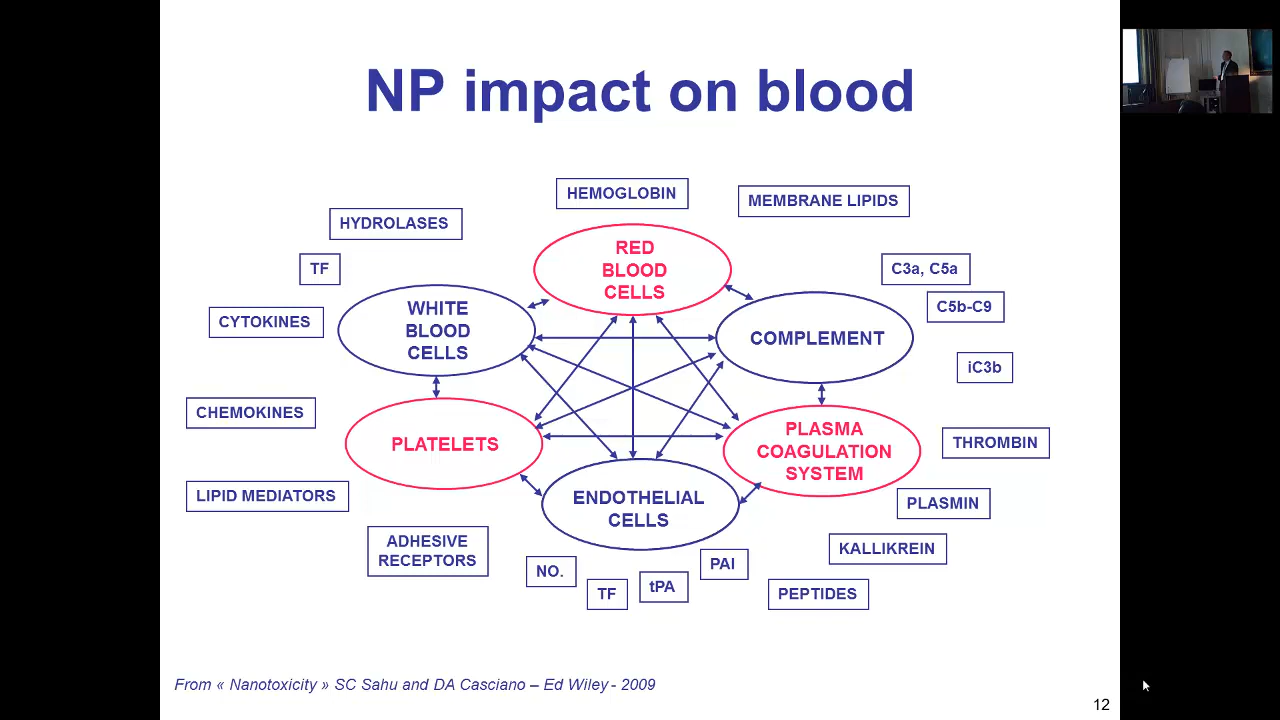 NP impact on blood
HEMOGLOBIN
MEMBRANE LIPIDS
HYDROLASES
RED
BLOOD
CELLS
TF
C3a, C5a
C5b-C9
CYTOKINES
WHITE
BLOOD
CELLS
COMPLEMENT
iC3b
CHEMOKINES
PLATELETS
PLASMA
COAGULATION
SYSTEM
THROMBIN
LIPID MEDIATORS
ENDOTHELIAL
CELLS
PLASMIN
ADHESIVE
RECEPTORS
KALLIKREIN
NO.
TF
tPA
PAI
PEPTIDES
From « Nanotoxicity » SC Sahu and DA Casciano – Ed Wiley - 2009
12